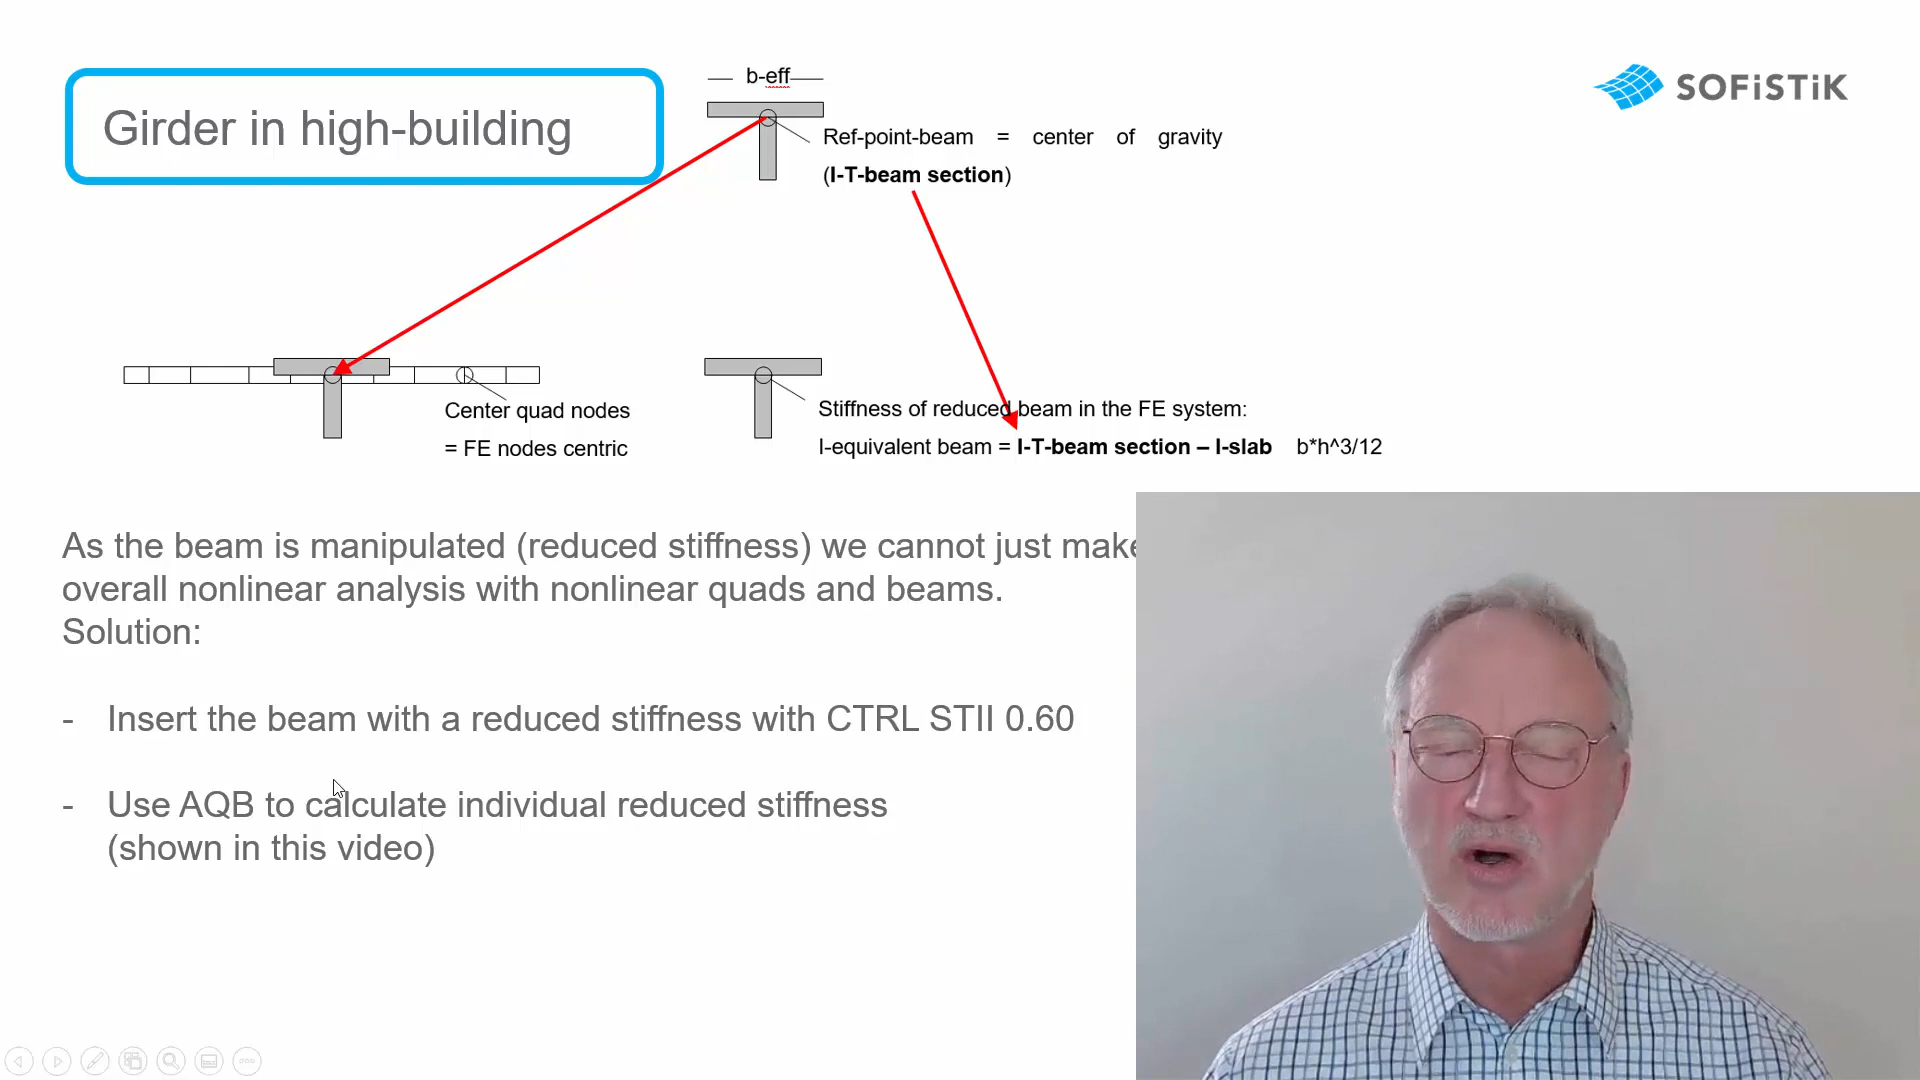 Girder in high-building
b-eff
SOFiSTiK
Ref-point-beam = center of gravity
(I-T-beam section)
Center quad nodes
= FE nodes centric
Stiffness of reduced beam in the FE system:
I-equivalent beam = I-T-beam section – I-slab b*h^3/12
As the beam is manipulated (reduced stiffness) we cannot just make
overall nonlinear analysis with nonlinear quads and beams.
Solution:
- Insert the beam with a reduced stiffness with CTRL STII 0.60
- Use AQB to calculate individual reduced stiffness
(shown in this video)